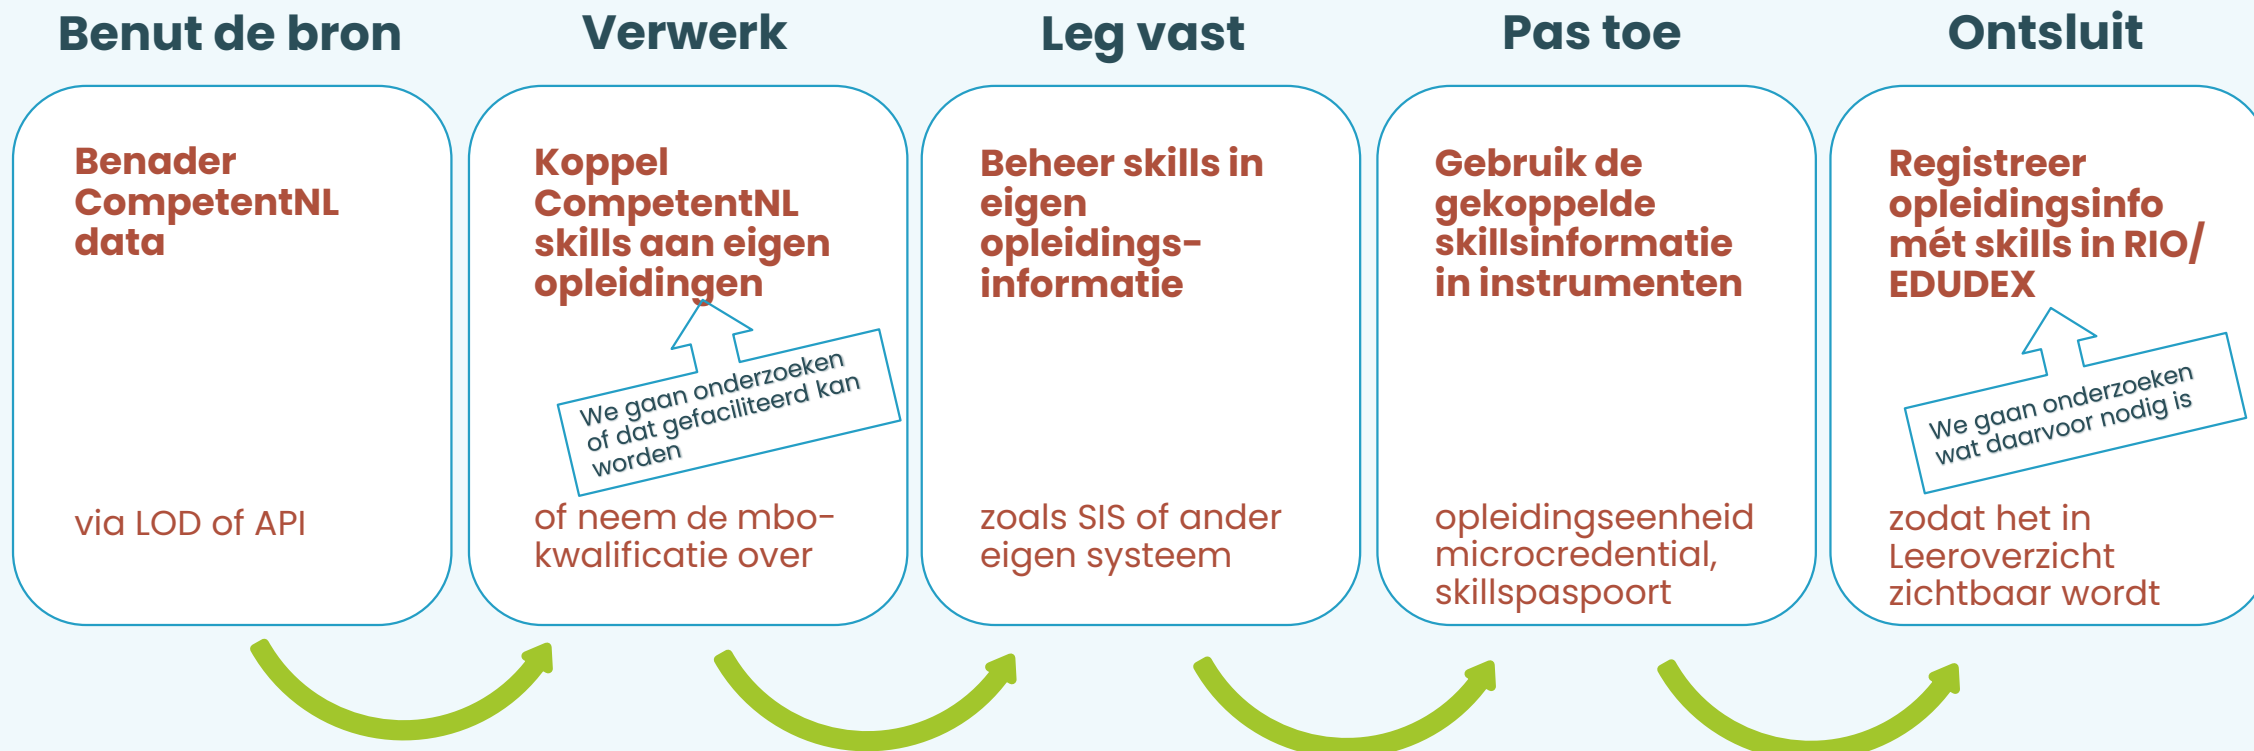 Benut de bron
Benader
CompetentNL
data
via LOD of API
Verwerk
Koppel
CompetentNL
skills aan eigen
opleidingen
We gaan onderzoeken
of dat gefaciliteerd kan
worden
of neem de mbo-
kwalificatie over
Leg vast
Beheer skills in
eigen
opleidings-
informatie
zoals SIS of ander
eigen systeem
Pas toe
Gebruik de
gekoppelde
skillsinformatie
in instrumenten
opleidingseenheid
microcredential,
skillspaspoort
Ontsluit
Registreer
opleidingsinfo
mét skills in RIO/
EDUDEX
We gaan onderzoeken
wat daarvoor nodig is
zodat het in
Leeroverzicht
zichtbaar wordt